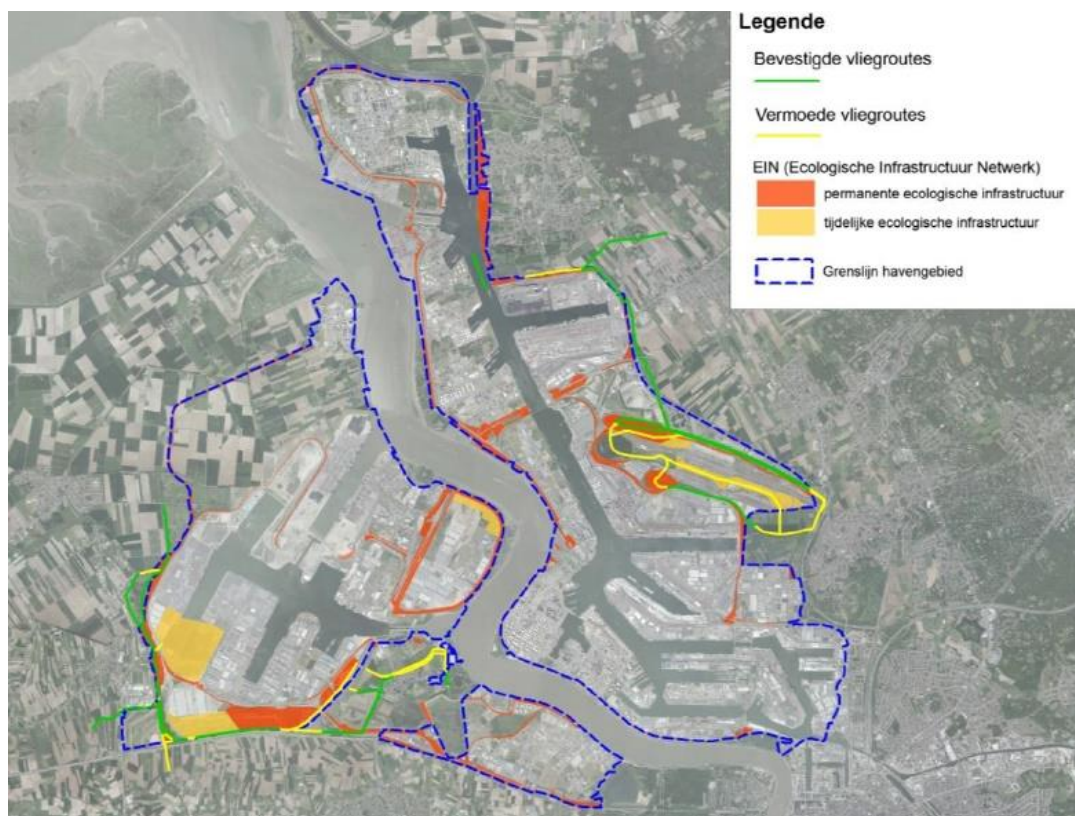 Legende
Bevestigde vliegroutes
Vermoede vliegroutes
EIN (Ecologische Infrastructuur Netwerk)
permanente ecologische infrastructuur
tijdelijke ecologische infrastructuur
Grenslijn havengebied